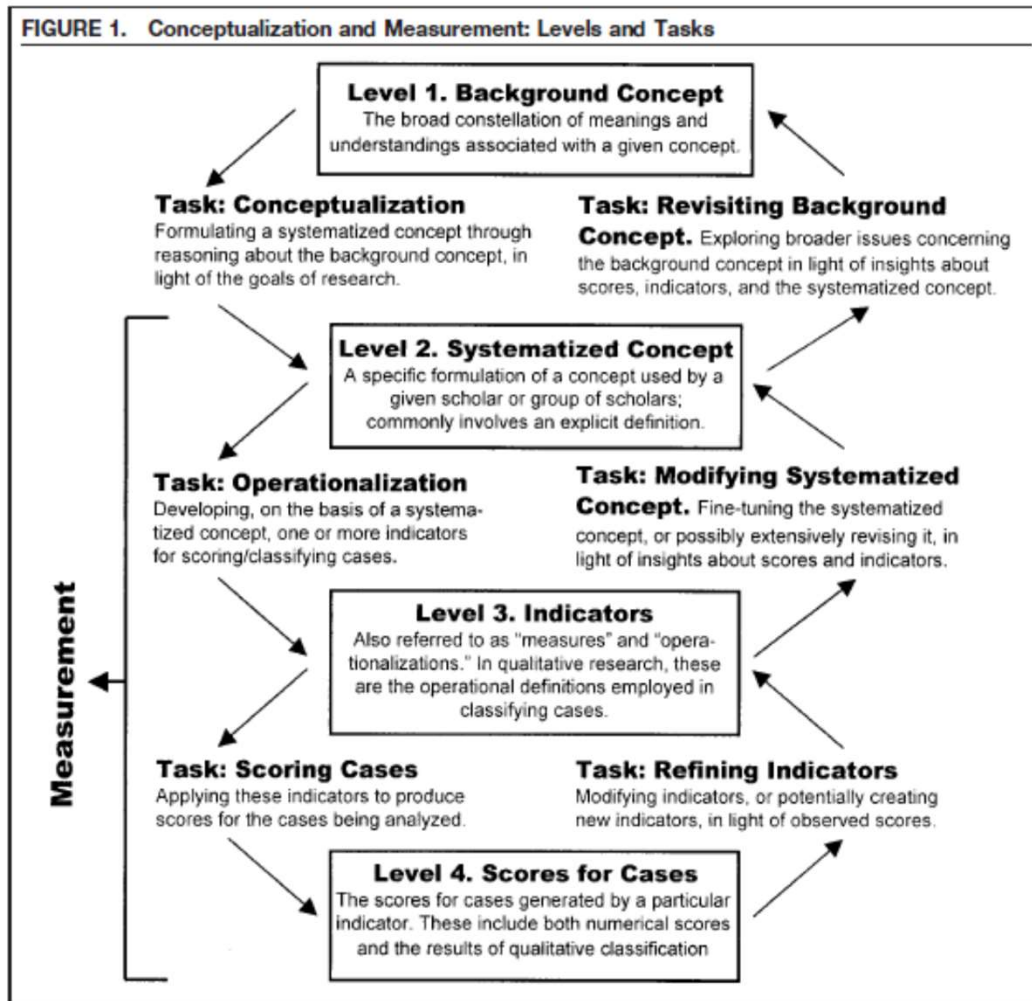 FIGURE 1. Conceptualization and Measurement: Levels and Tasks
Level 1. Background Concept
The broad constellation of meanings and
understandings associated with a given concept.
Task: Conceptualization
Formulating a systematized concept through
reasoning about the background concept, in
light of the goals of research.
Task: Revisiting Background
Concept. Exploring broader issues concerning
the background concept in light of insights about
scores, indicators, and the systematized concept.
Level 2. Systematized Concept
A specific formulation of a concept used by a
given scholar or group of scholars;
commonly involves an explicit definition.
Task: Operationalization
Developing, on the basis of a systema-
tized concept, one or more indicators
for scoring/classifying cases.
Task: Modifying Systematized
Concept. Fine-tuning the systematized
concept, or possibly extensively revising it, in
light of insights about scores and indicators.
Measurement
Level 3. Indicators
Also referred to as “measures” and “opera-
tionalizations.” In qualitative research, these
are the operational definitions employed in
classifying cases.
Task: Scoring Cases
Applying these indicators to produce
scores for the cases being analyzed.
Task: Refining Indicators
Modifying indicators, or potentially creating
new indicators, in light of observed scores.
Level 4. Scores for Cases
The scores for cases generated by a particular
indicator. These include both numerical scores
and the results of qualitative classification